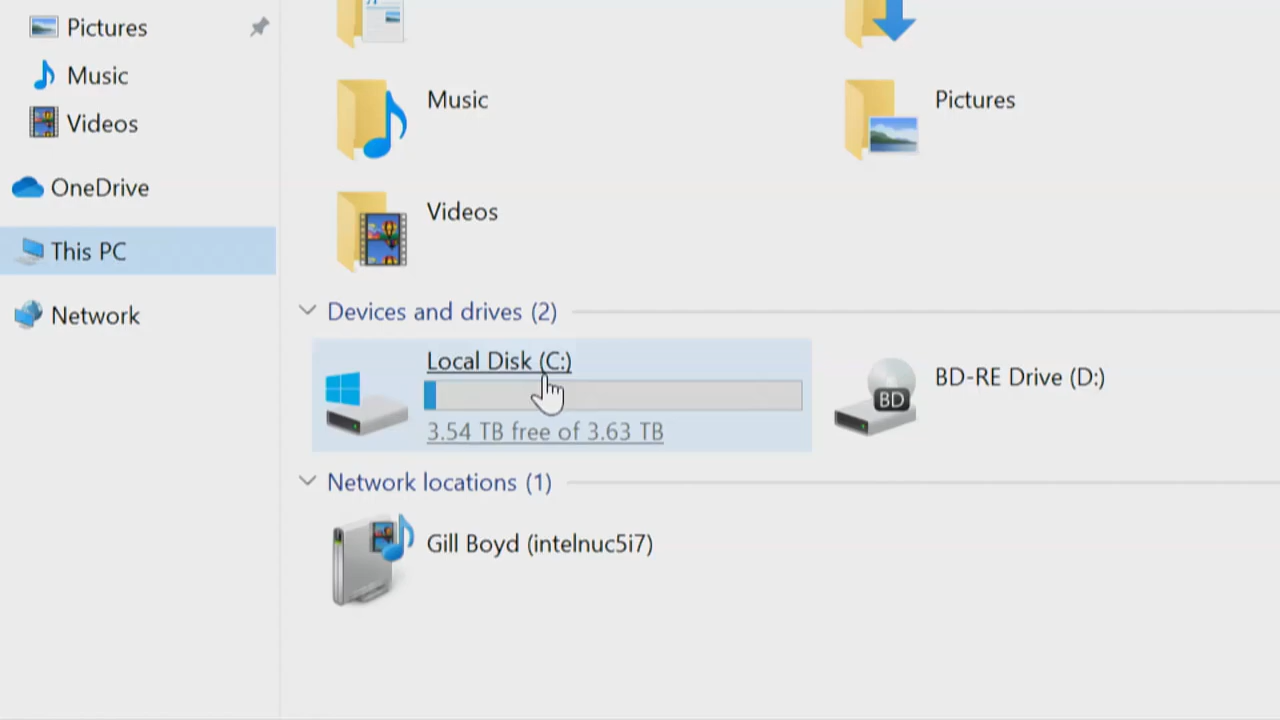 Pictures
Music
Videos
OneDrive
This PC
Network
Music
Pictures
Videos
Devices and drives (2)
Local Disk (C:)
3.54 TB free of 3.63 TB
BD-RE Drive (D:)
BD
Network locations (1)
Gill Boyd (intelnuc5i7)